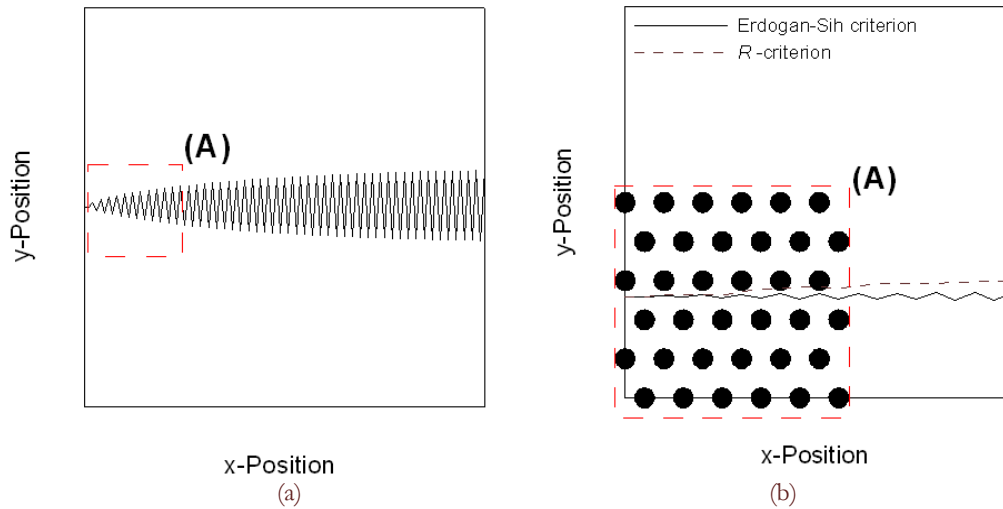 (A)
y-Position
x-Position
(a)
Erdogan-Sih criterion
R-criterion
(A)
y-Position
x-Position
(b)